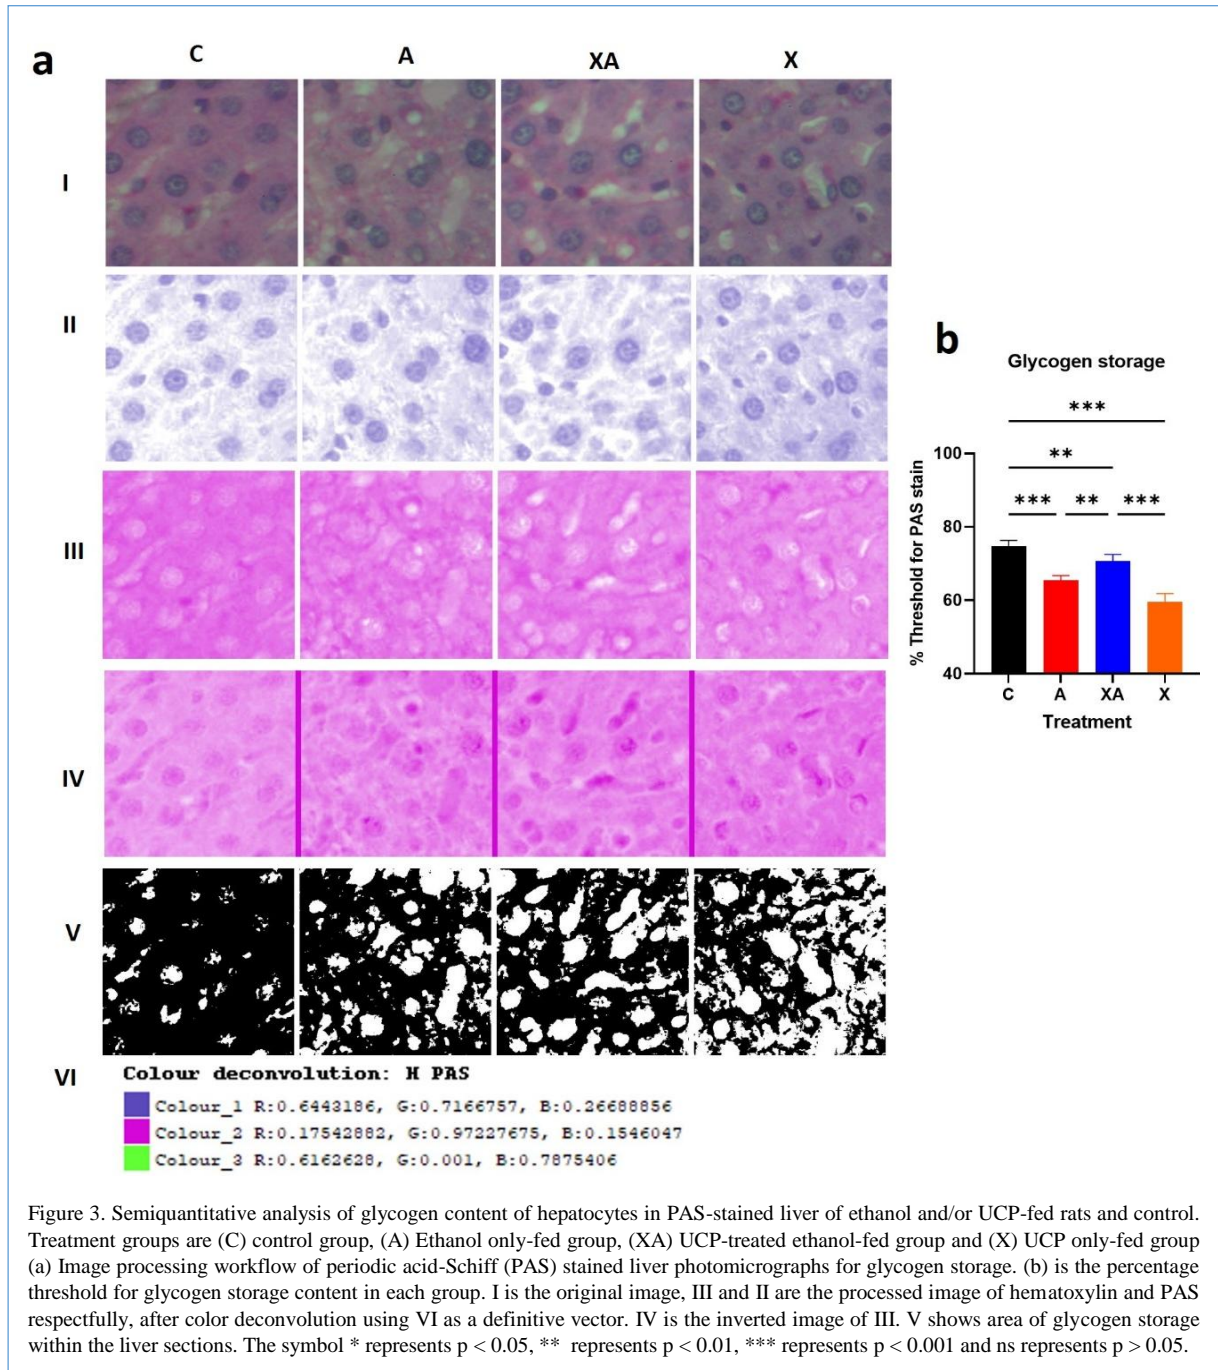 a
C A XA X
I
II
III
IV
V
VI
Colour deconvolution: H PAS
Colour_1 R:0.6443186, G:0.7166757, B:0.26688856
Colour_2 R:0.17542882, G:0.97227675, B:0.1546047
Colour_3 R:0.6162628, G:0.001, B:0.7875406
b
Glycogen storage
***
**
*** ** ***
% Threshold for PAS stain
100
80
60
40
C A XA X
Treatment
Figure 3. Semiquantitative analysis of glycogen content of hepatocytes in PAS-stained liver of ethanol and/or UCP-fed rats and control.
Treatment groups are (C) control group, (A) Ethanol only-fed group, (XA) UCP-treated ethanol-fed group and (X) UCP only-fed group
(a) Image processing workflow of periodic acid-Schiff (PAS) stained liver photomicrographs for glycogen storage. (b) is the percentage
threshold for glycogen storage content in each group. I is the original image, III and II are the processed image of hematoxylin and PAS
respectfully, after color deconvolution using VI as a definitive vector. IV is the inverted image of III. V shows area of glycogen storage
within the liver sections. The symbol * represents p < 0.05, ** represents p < 0.01, *** represents p < 0.001 and ns represents p > 0.05.